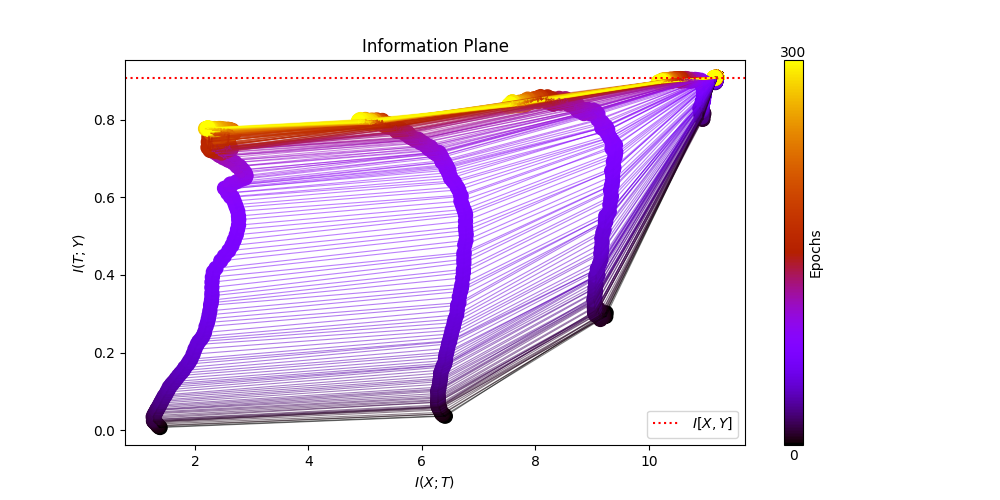 Information Plane
300
0.8
0.6
0.4
0.2
0.0
I(T; Y)
Epochs
I[X, Y]
2
4
6
8
10
0
I(X; T)